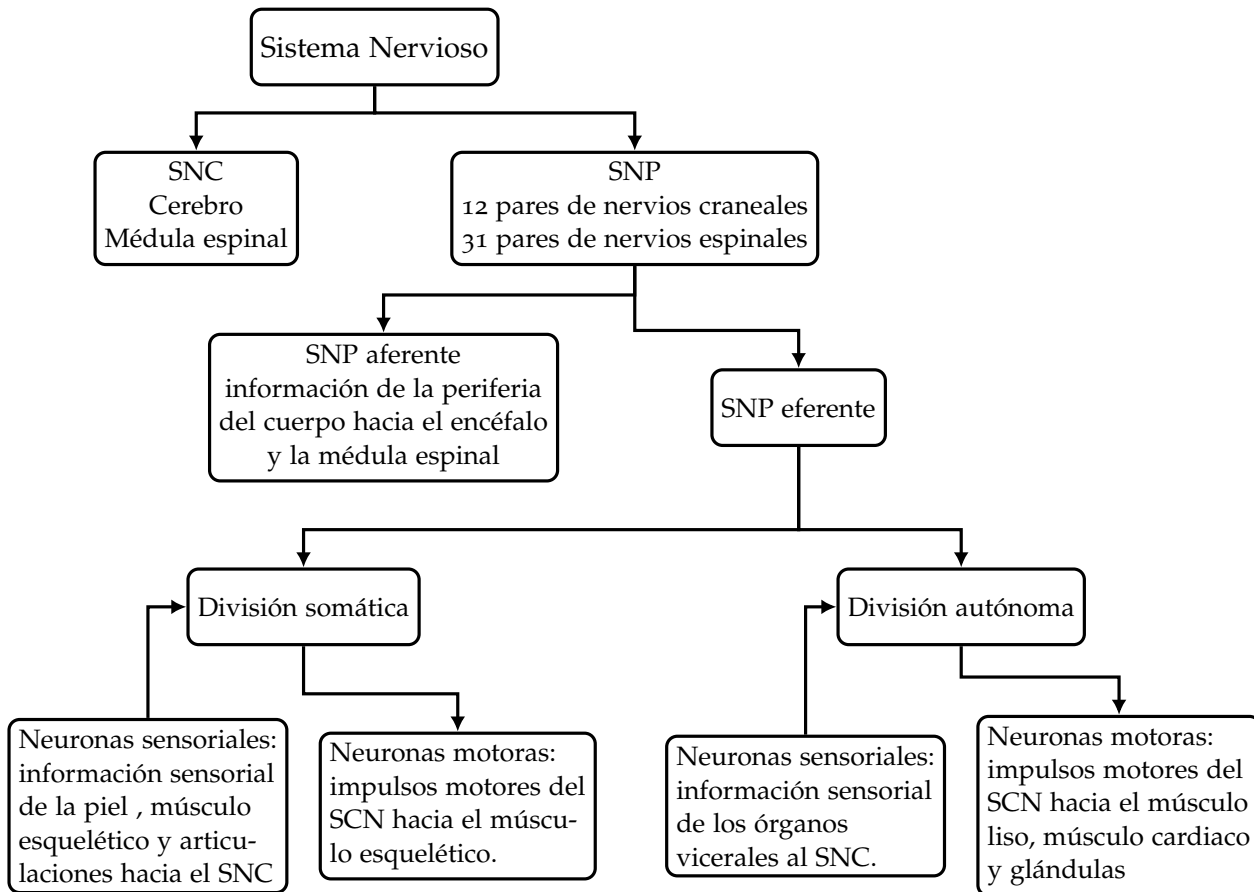 Sistema Nervioso
SNC
Cerebro
Médula espinal
SNP
12 pares de nervios craneales
31 pares de nervios espinales
SNP aferente
información de la periferia
del cuerpo hacia el encéfalo
y la médula espinal
SNP eferente
División somática
División autónoma
Neuronas sensoriales:
información sensorial
de la piel , músculo
esquelético y articu-
laciones hacia el SNC
Neuronas motoras:
impulsos motores del
SCN hacia el múscu-
lo esquelético.
Neuronas sensoriales:
información sensorial
de los órganos
vicerales al SNC.
Neuronas motoras:
impulsos motores del
SCN hacia el músculo
liso, músculo cardiaco
y glándulas